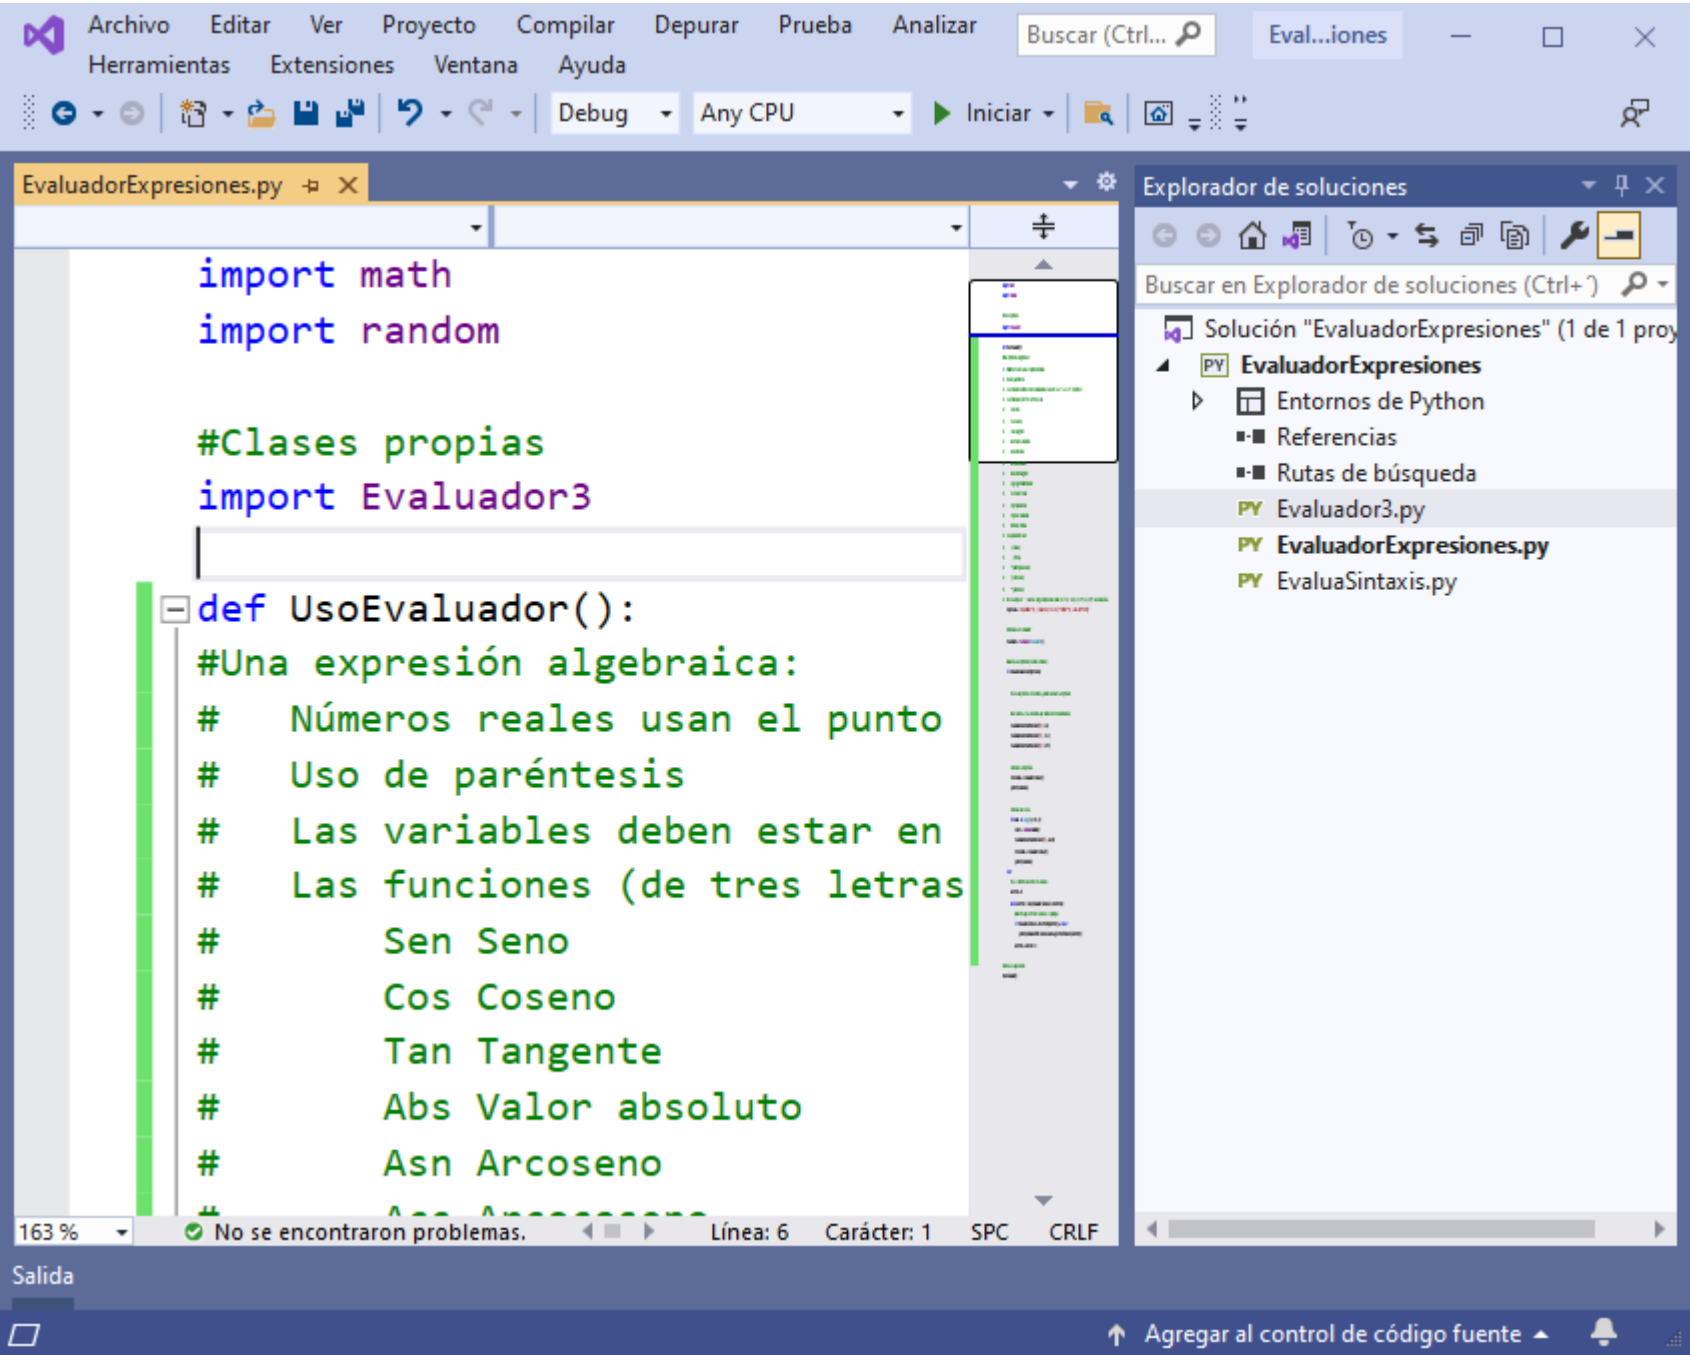 Archivo Editar Ver Proyecto Compilar Depurar Prueba Analizar Buscar (Ctrl... Eval...iones
Herramientas Extensiones Ventana Ayuda
Debug Any CPU Iniciar
EvaluadorExpresiones.py
import math
import random
#Clases propias
import Evaluador3
def UsoEvaluador():
#Una expresión algebraica:
# Números reales usan el punto
# Uso de paréntesis
# Las variables deben estar en
# Las funciones (de tres letras
# Sen Seno
# Cos Coseno
# Tan Tangente
# Abs Valor absoluto
# Asn Arcoseno
163 % No se encontraron problemas. Línea: 6 Carácter: 1 SPC CRLF
Explorador de soluciones
Buscar en Explorador de soluciones (Ctrl+´)
Solución "EvaluadorExpresiones" (1 de 1 proy
PY EvaluadorExpresiones
Entornos de Python
Referencias
Rutas de búsqueda
PY Evaluador3.py
PY EvaluadorExpresiones.py
PY EvaluaSintaxis.py
Salida
Agregar al control de código fuente